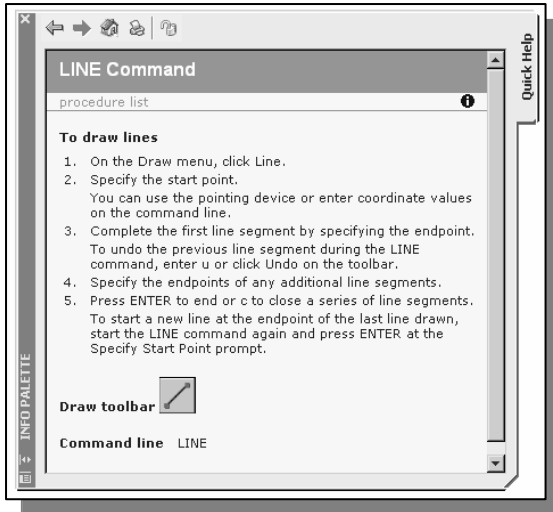 Quick Help
LINE Command
procedure list
To draw lines
1. On the Draw menu, click Line.
2. Specify the start point.
You can use the pointing device or enter coordinate values
on the command line.
3. Complete the first line segment by specifying the endpoint.
To undo the previous line segment during the LINE
command, enter u or click Undo on the toolbar.
4. Specify the endpoints of any additional line segments.
5. Press ENTER to end or c to close a series of line segments.
To start a new line at the endpoint of the last line drawn,
start the LINE command again and press ENTER at the
Specify Start Point prompt.
Draw toolbar
Command line LINE
INFO PALETTE